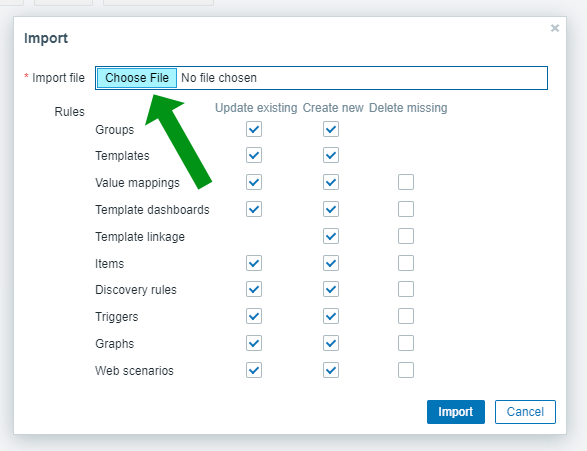 Import
* Import file Choose File No file chosen
Rules Update existing Create new Delete missing
Groups
Templates
Value mappings
Template dashboards
Template linkage
Items
Discovery rules
Triggers
Graphs
Web scenarios
Import Cancel